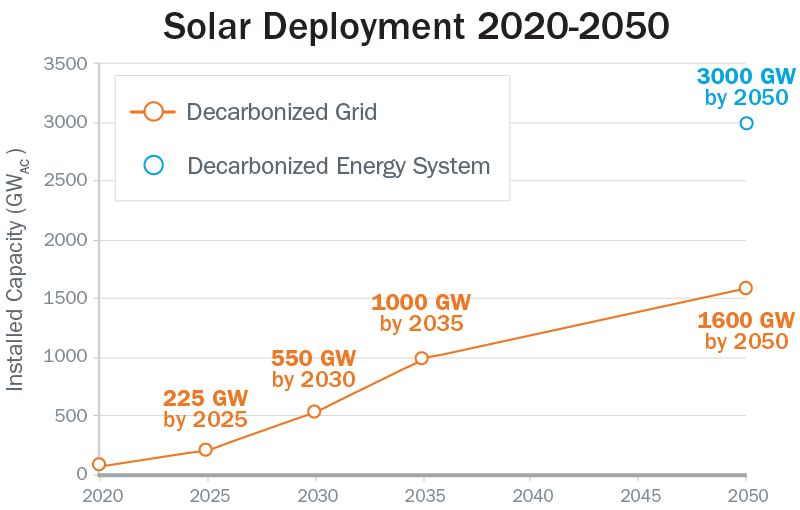 Solar Deployment 2020-2050
Installed Capacity (GWAC)
3500
3000
2500
2000
1500
1000
500
0
Decarbonized Grid
Decarbonized Energy System
3000 GW
by 2050
225 GW
by 2025
550 GW
by 2030
1000 GW
by 2035
1600 GW
by 2050
2020 2025 2030 2035 2040 2045 2050